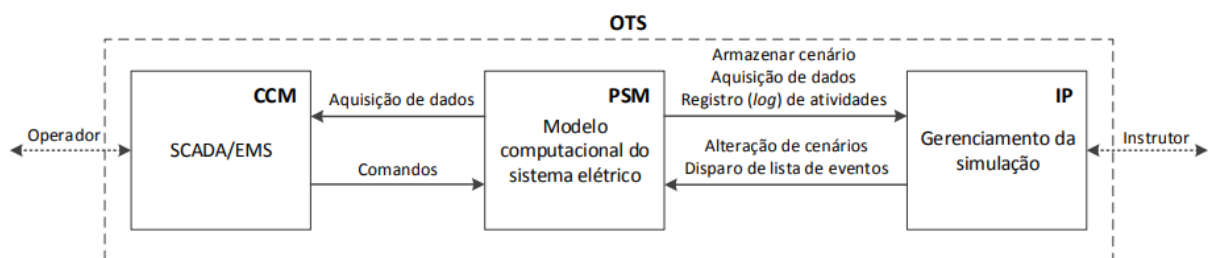 OTS
CCM
SCADA/EMS
Operador
Aquisição de dados
Comandos
PSM
Modelo
computacional do
sistema elétrico
Armazenar cenário
Aquisição de dados
Registro (log) de atividades
Alteração de cenários
Disparo de lista de eventos
IP
Gerenciamento da
simulação
Instrutor